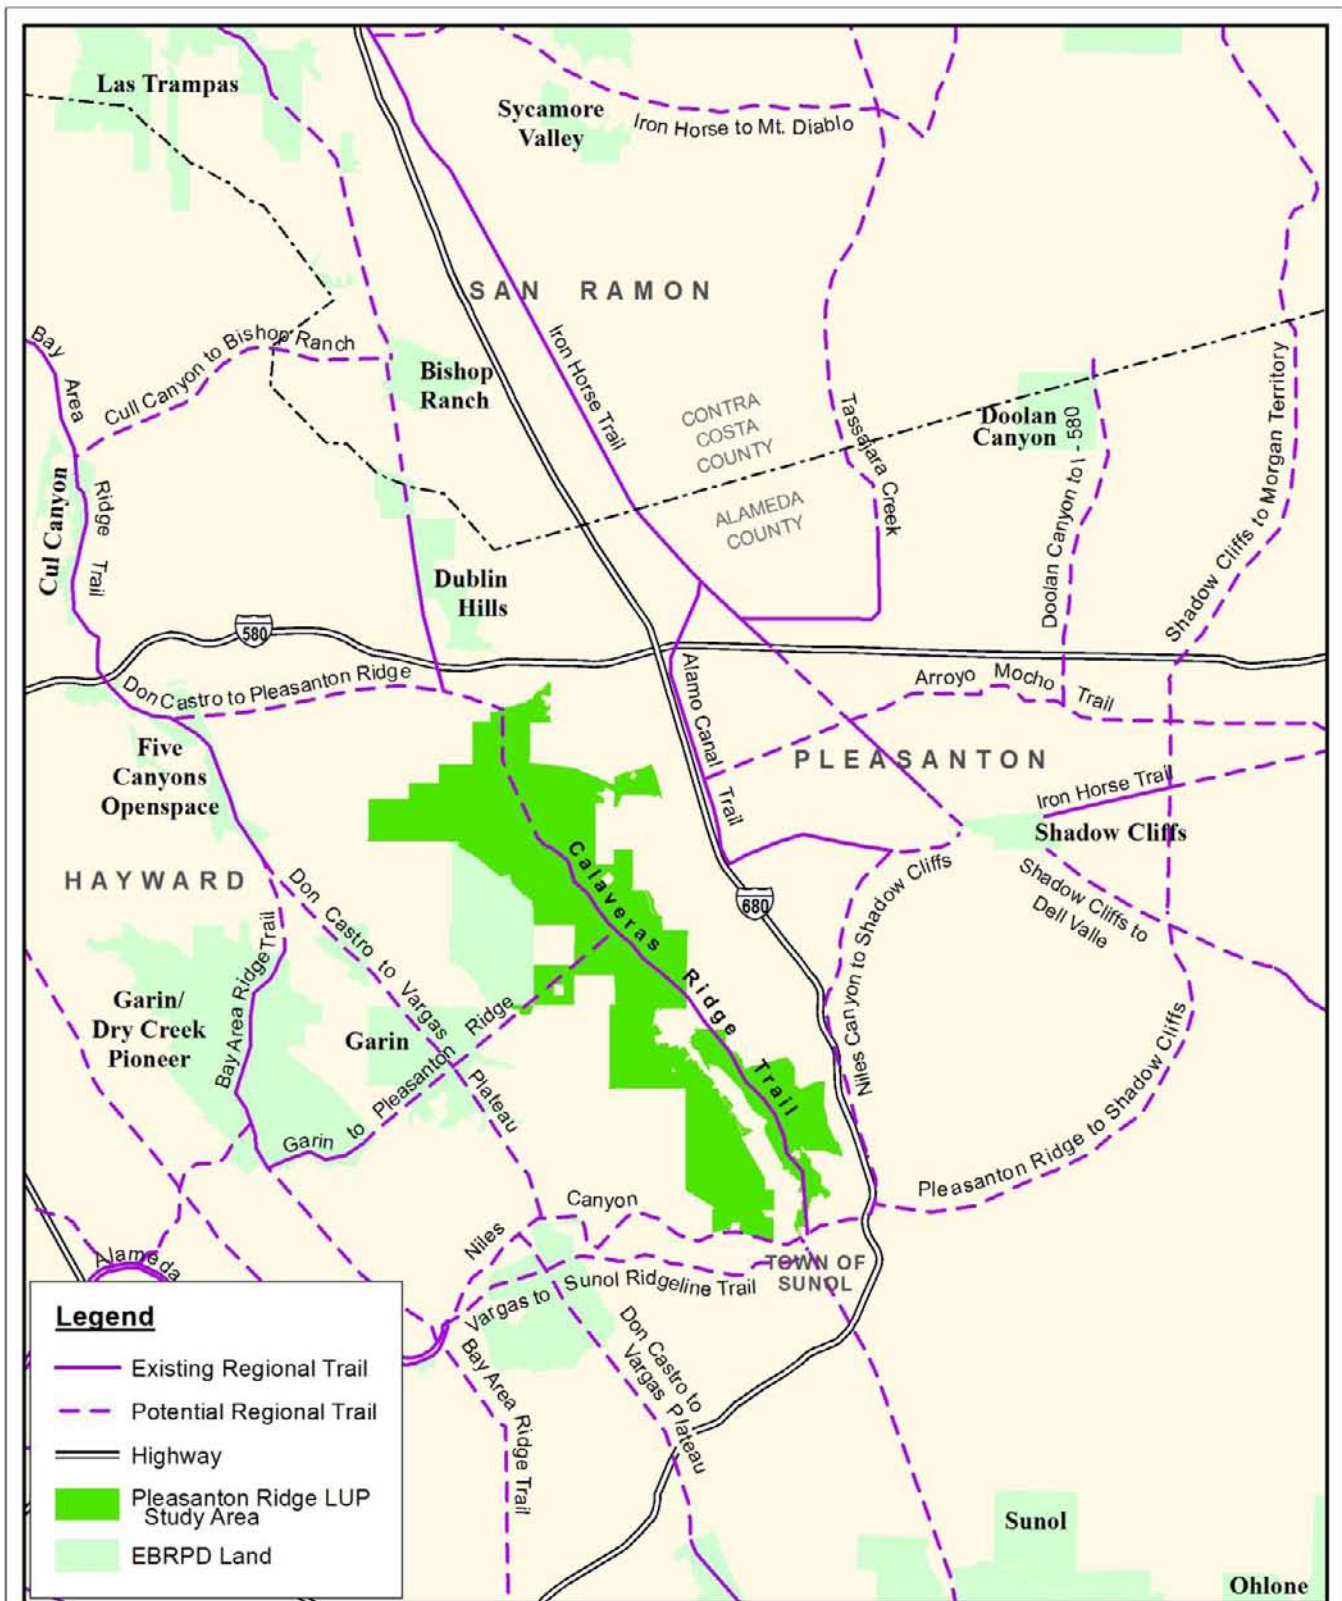 Las Trampas
Sycamore
Valley
Iron Horse to Mt. Diablo
SAN RAMON
Bay Area Ridge Trail
Cull Canyon to Bishop Ranch
Bishop
Ranch
Iron Horse Trail
CONTRA
COSTA
COUNTY
ALAMEDA
COUNTY
Tassajara Creek
Doolan
Canyon
Doolan Canyon to I - 580
Shadow Cliffs to Morgan Territory
Cul Canyon
Dublin
Hills
580
Don Castro to Pleasanton Ridge
Alamo Canal Trail
Arroyo Mocho Trail
Five
Canyons
Openspace
PLEASANTON
Iron Horse Trail
Shadow Cliffs
HAYWARD
Don Castro to Vargas Plateau
Calaveras Ridge Trail
680
Niles Canyon to Shadow Cliffs
Shadow Cliffs to
Dell Valle
Garin/
Dry Creek
Pioneer
Bay Area Ridge Trail
Garin
Garin to Pleasanton Ridge
Pleasanton Ridge to Shadow Cliffs
Niles Canyon
Alameda
Vargas to Sunol Ridgeline Trail
TOWN OF
SUNOL
Don Castro to
Vargas Plateau
Bay Area Ridge Trail
Sunol
Ohlone
Legend
Existing Regional Trail
Potential Regional Trail
Highway
Pleasanton Ridge LUP
Study Area
EBRPD Land